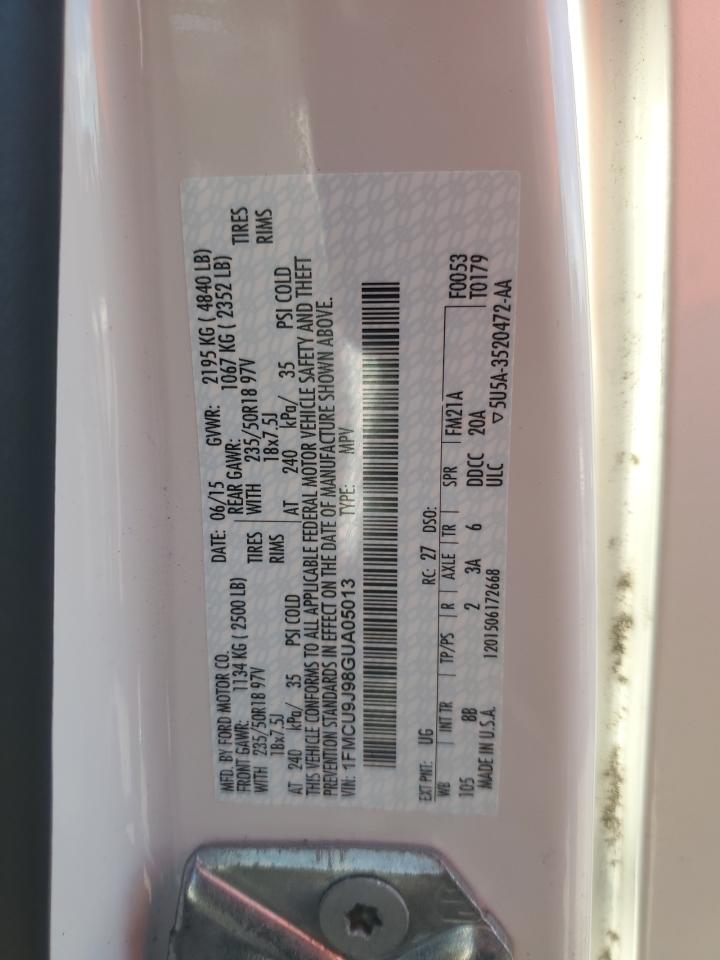 MFD. BY FORD MOTOR CO.
DATE: 06/15 GVWR: 2195 KG ( 4840 LB)
FRONT GAWR: 1134 KG ( 2500 LB) REAR GAWR: 1067 KG ( 2352 LB)
WITH 235/50R18 97V TIRES WITH 235/50R18 97V TIRES
18x7.5J RIMS 18x7.5J RIMS
AT 240 kPa/ 35 PSI COLD AT 240 kPa/ 35 PSI COLD
THIS VEHICLE CONFORMS TO ALL APPLICABLE FEDERAL MOTOR VEHICLE SAFETY AND THEFT
PREVENTION STANDARDS IN EFFECT ON THE DATE OF MANUFACTURE SHOWN ABOVE.
VIN: 1FMCU9J98GUA05013 TYPE: MPV
EXT PNT: UG RC: 27 DSO: F0053
WB INT TR TP/PS R AXLE TR SPR FM21A T0179
105 8B 2 3A 6 DDCC 20A
MADE IN U.S.A. 1201506172668 ULC ▽5U5A-3520472-AA